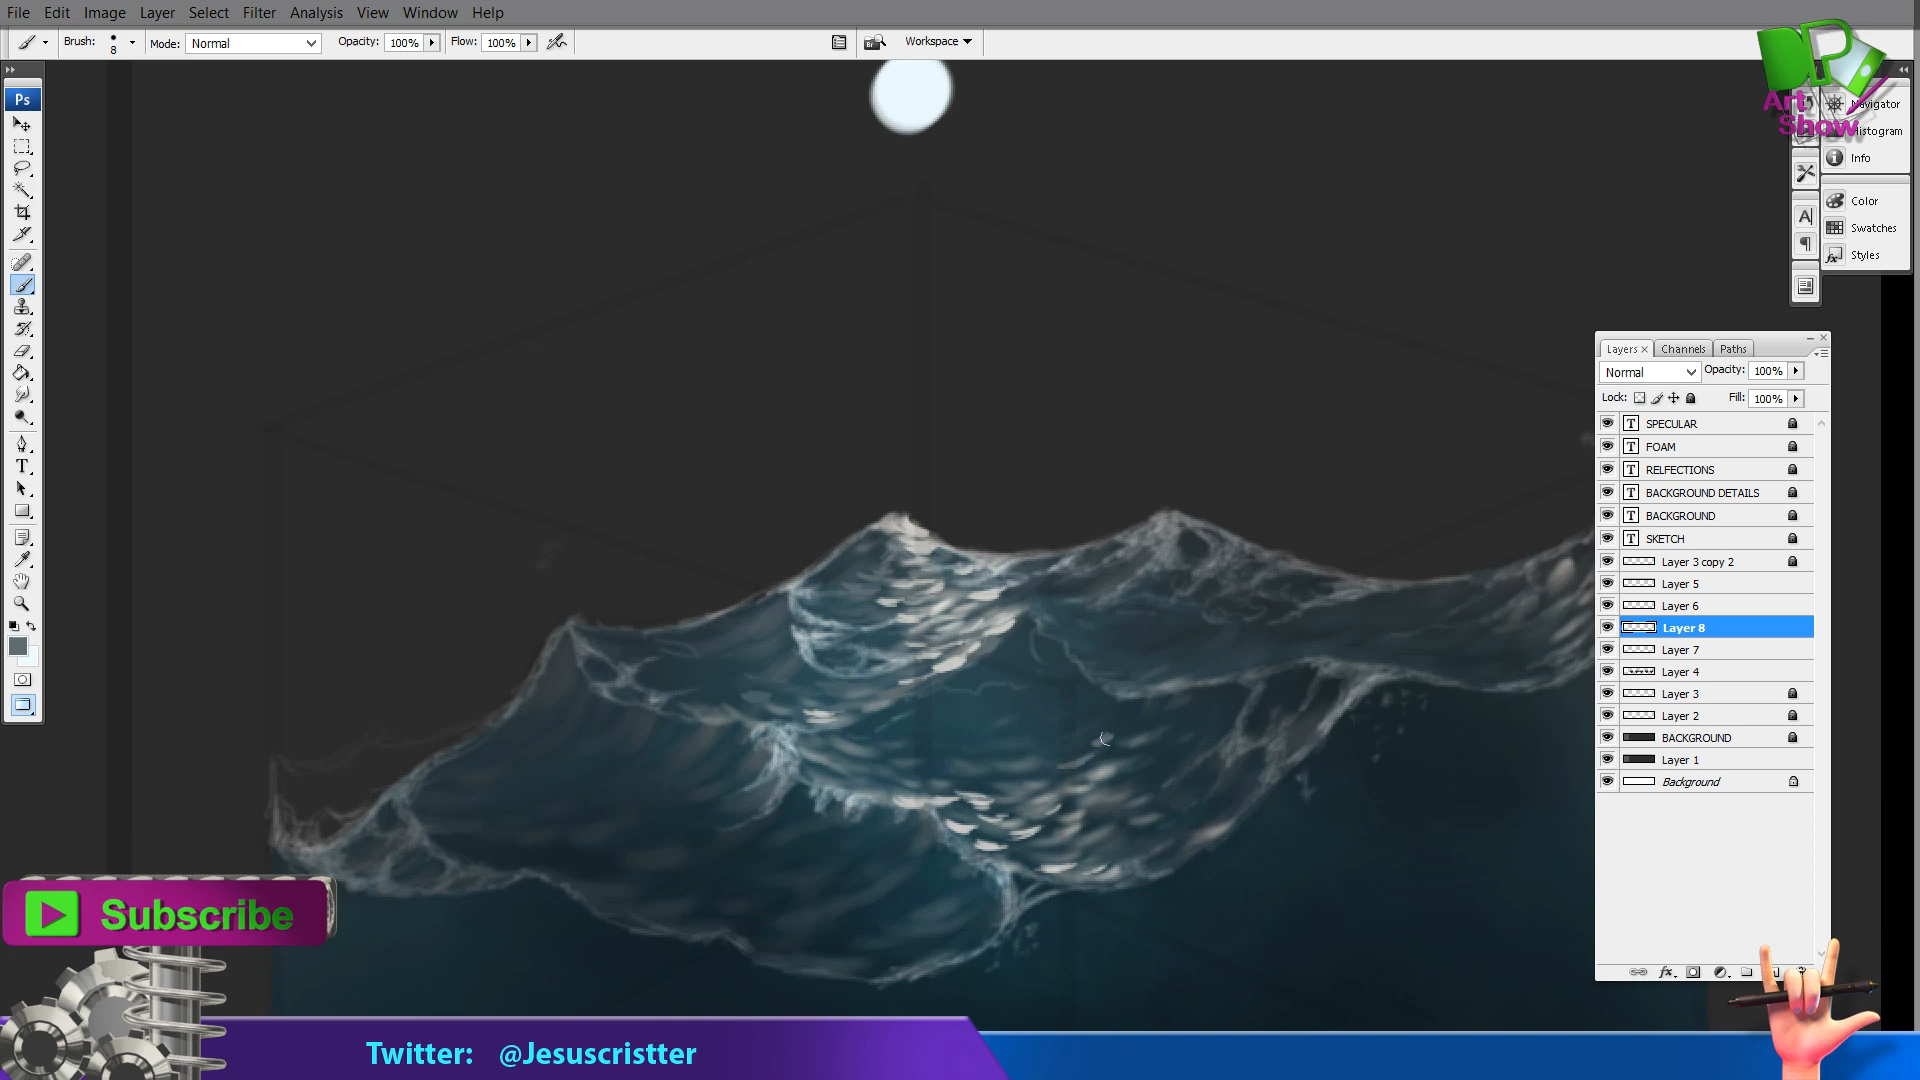 File Edit Image Layer Select Filter Analysis View Window Help
Brush: 8 Mode: Normal Opacity: 100% Flow: 100% Workspace
Art
Show
Ps
Navigator
Histogram
Info
Color
Swatches
Styles
Layers Channels Paths
Normal Opacity: 100%
Lock: Fill: 100%
T SPECULAR
T FOAM
T RELFECTIONS
T BACKGROUND DETAILS
T BACKGROUND
T SKETCH
Layer 3 copy 2
Layer 5
Layer 6
Layer 8
Layer 7
Layer 4
Layer 3
Layer 2
BACKGROUND
Layer 1
Background
Subscribe
Twitter: @Jesuscristter